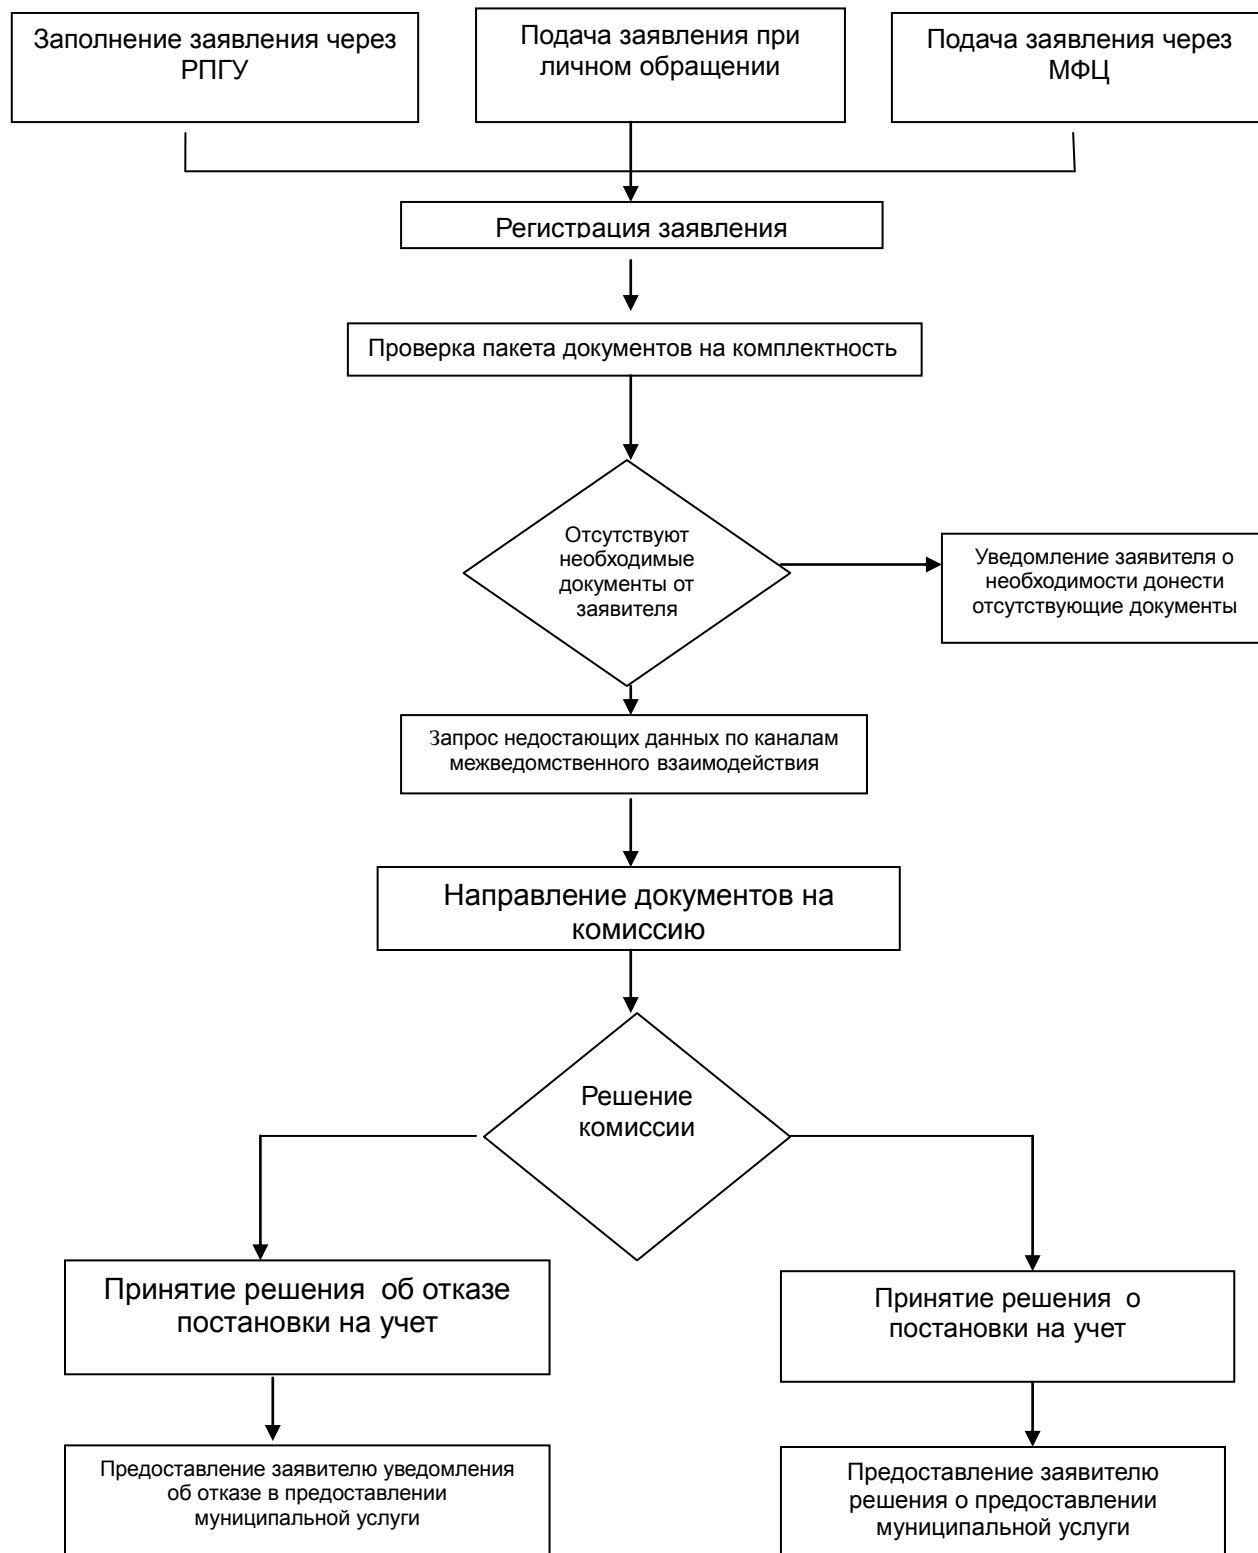 Заполнение заявления через
РПГУ
Подача заявления при
личном обращении
Подача заявления через
МФЦ
Регистрация заявления
Проверка пакета документов на комплектность
Отсутствуют
необходимые
документы от
заявителя
Уведомление заявителя о
необходимости донести
отсутствующие документы
Запрос недостающих данных по каналам
межведомственного взаимодействия
Направление документов на
комиссию
Решение
комиссии
Принятие решения об отказе
постановки на учет
Принятие решения о
постановки на учет
Предоставление заявителю уведомления
об отказе в предоставлении
муниципальной услуги
Предоставление заявителю
решения о предоставлении
муниципальной услуги